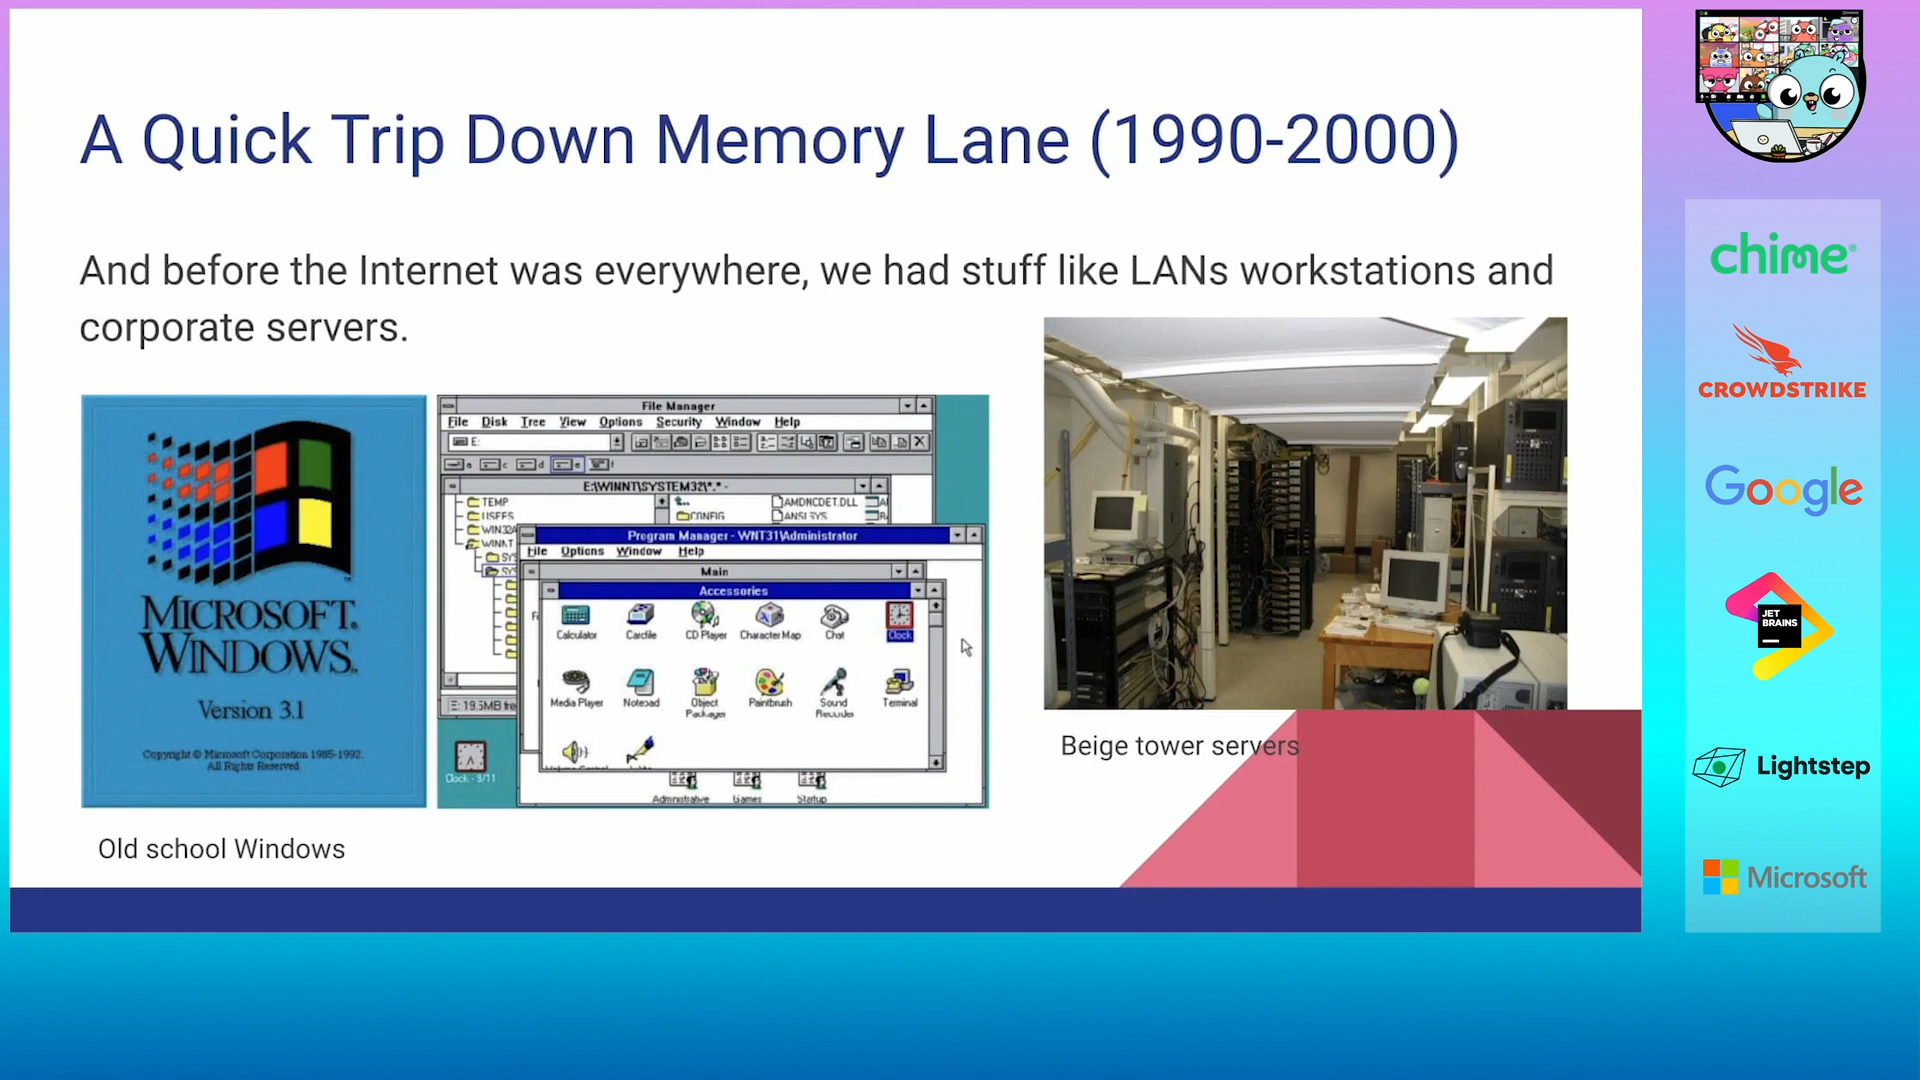 A Quick Trip Down Memory Lane (1990-2000)
And before the Internet was everywhere, we had stuff like LANs workstations and
corporate servers.
MICROSOFT.
WINDOWS
Version 3.1
Copyright © Microsoft Corporation 1985-1992.
All Rights Reserved.
Old school Windows
File Manager
File Disk Tree View Options Security Window Help
E:
E:\WINNT\SYSTEM32\*.* -
TEMP
AMDNCDET.DLL
USERS
CONFIG
ANSI.SYS
Program Manager - WNT31\Administrator
File Options Window Help
Main
Accessories
Calculator Cardfile CD Player Character Map Chat Clock
Media Player Notepad Object Packager Paintbrush Sound Recorder Terminal
Clock - 3/11
Administrative Games Startup
Beige tower servers
chime
CROWDSTRIKE
Google
JET
BRAINS
Lightstep
Microsoft